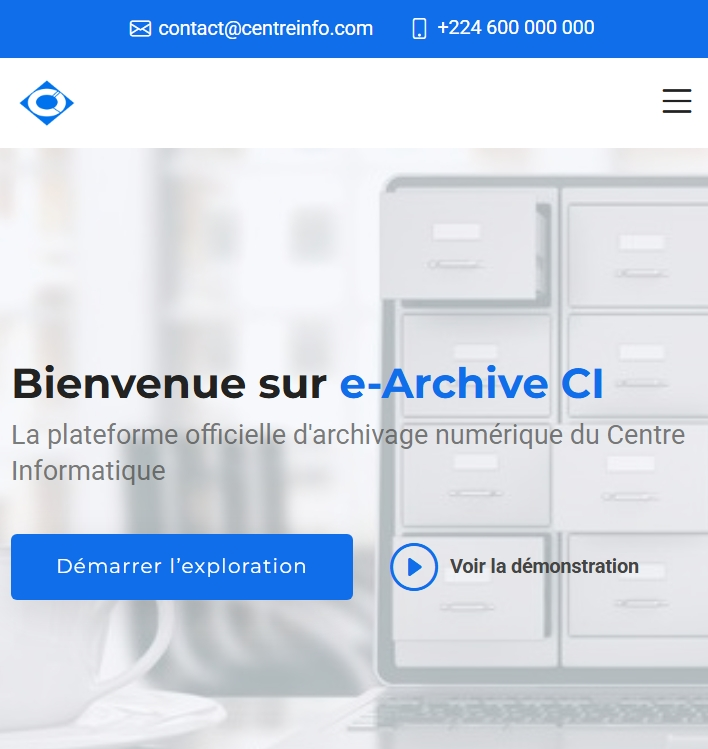 contact@centreinfo.com
+224 600 000 000
Bienvenue sur e-Archive CI
La plateforme officielle d'archivage numérique du Centre
Informatique
Démarrer l’exploration
Voir la démonstration